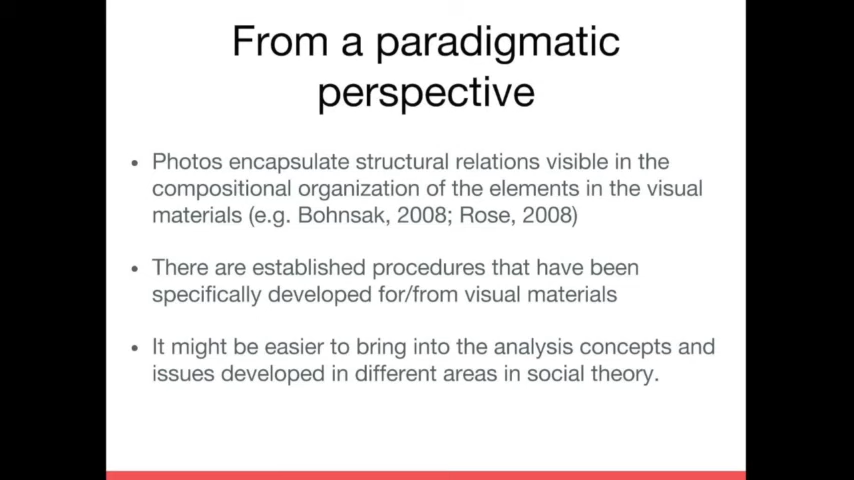 From a paradigmatic
perspective
• Photos encapsulate structural relations visible in the
compositional organization of the elements in the visual
materials (e.g. Bohnsak, 2008; Rose, 2008)
• There are established procedures that have been
specifically developed for/from visual materials
• It might be easier to bring into the analysis concepts and
issues developed in different areas in social theory.